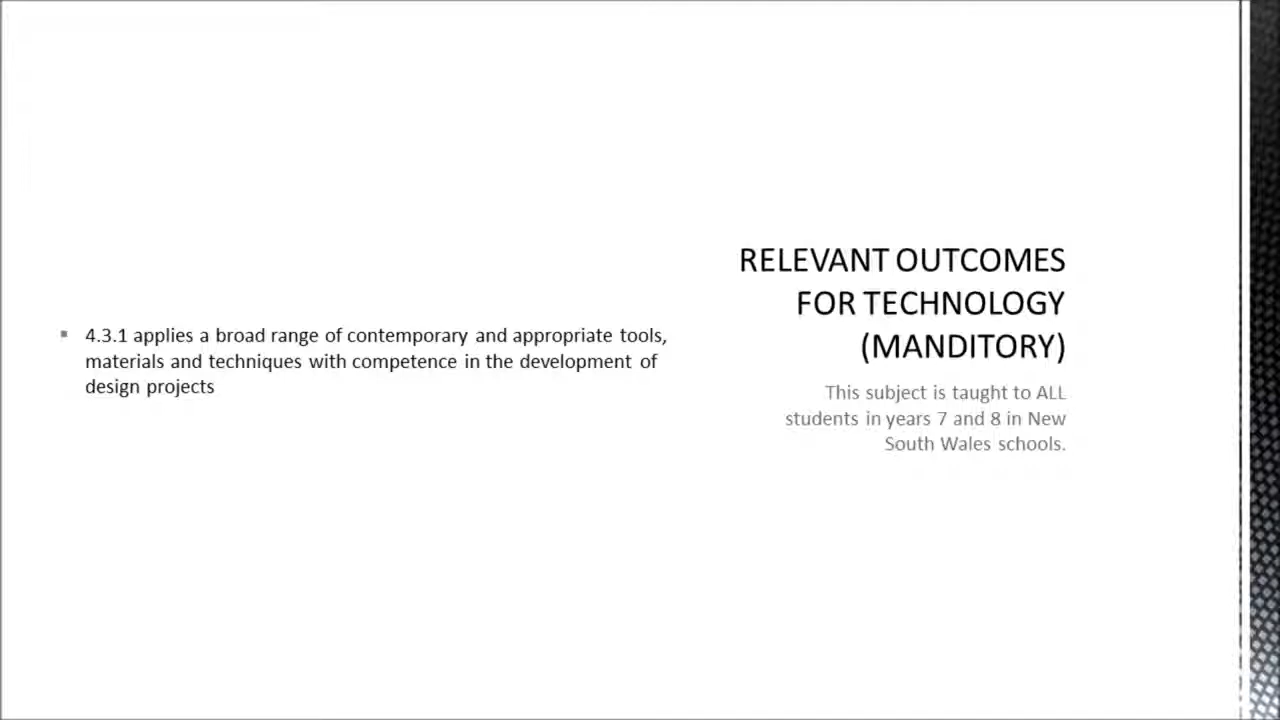 RELEVANT OUTCOMES
FOR TECHNOLOGY
(MANDITORY)
This subject is taught to ALL
students in years 7 and 8 in New
South Wales schools.
▪ 4.3.1 applies a broad range of contemporary and appropriate tools,
materials and techniques with competence in the development of
design projects